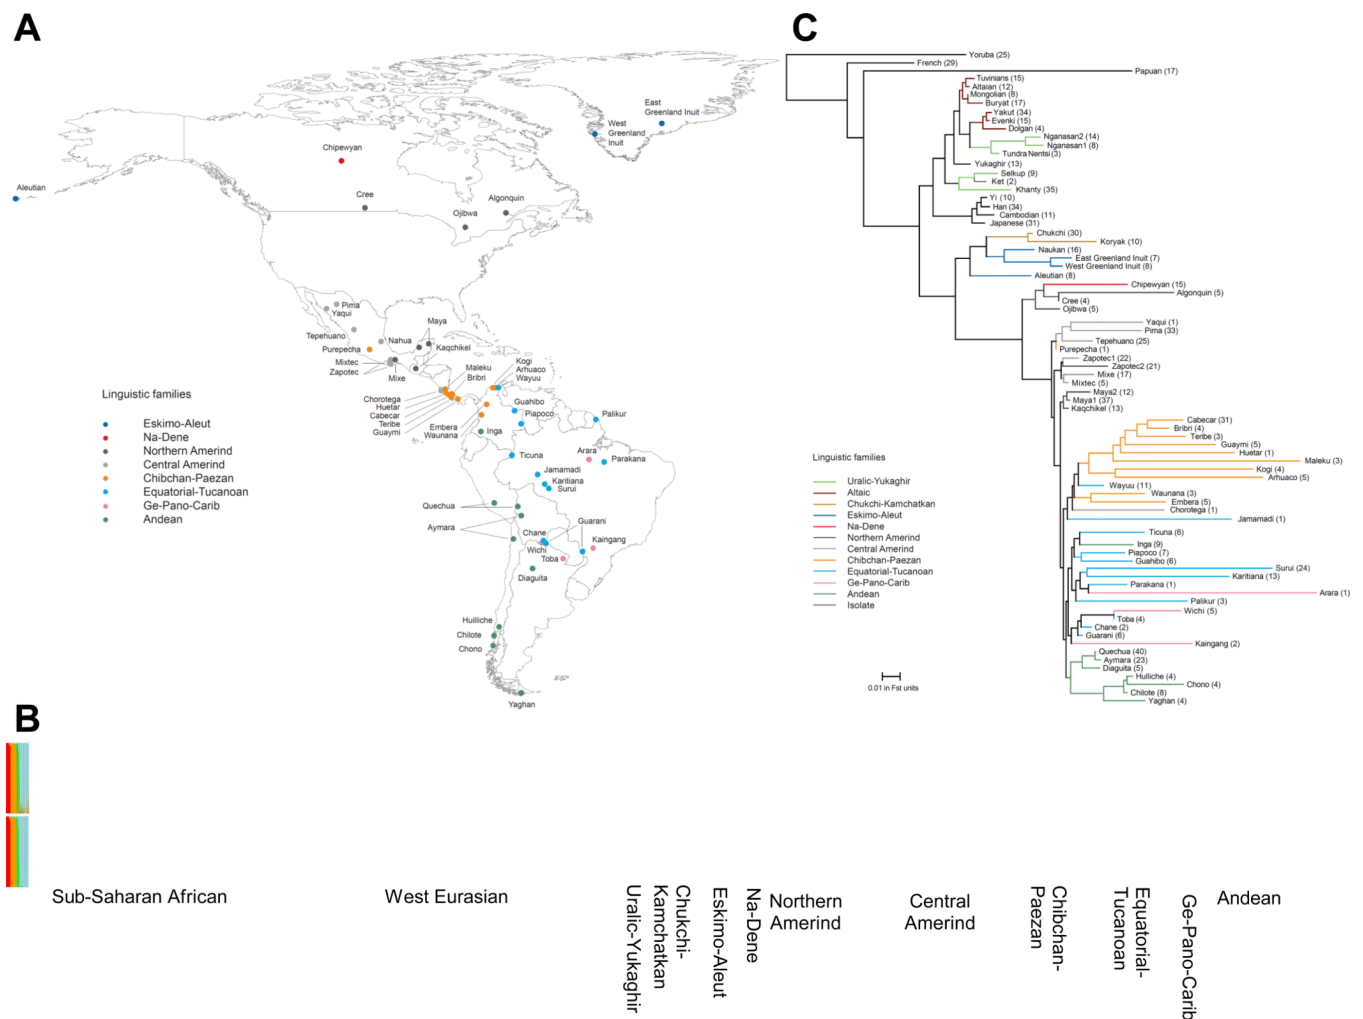 A
East
Greenland Inuit
West
Greenland
Inuit
Chipewyan
Aleutian
Cree
Algonquin
Ojibwa
Pima
Yaqui
Maya
Tepehuano
Nahua
Purepecha
Kaqchikel
Mixtec
Zapotec
Mixe
Maleku
Bribri
Kogi
Arhuaco
Wayuu
Chorotega
Huetar
Cabecar
Teribe
Guaymi
Guahibo
Piapoco
Palikur
Embera
Waunana
Inga
Arara
Parakana
Ticuna
Jamamadi
Karitiana
Surui
Quechua
Guarani
Aymara
Chane
Kaingang
Wichi
Toba
Diaguita
Huilliche
Chilote
Chono
Yaghan
Linguistic families
Eskimo-Aleut
Na-Dene
Northern Amerind
Central Amerind
Chibchan-Paezan
Equatorial-Tucanoan
Ge-Pano-Carib
Andean
C
Yoruba (25)
French (29)
Papuan (17)
Tuvinians (15)
Altaian (12)
Mongolian (8)
Buryat (17)
Yakut (34)
Evenki (15)
Dolgan (4)
Nganasan2 (14)
Nganasan1 (8)
Tundra Nentsi (3)
Yukaghir (13)
Selkup (9)
Ket (2)
Khanty (35)
Yi (10)
Han (34)
Cambodian (11)
Japanese (31)
Chukchi (30)
Koryak (10)
Naukan (16)
East Greenland Inuit (7)
West Greenland Inuit (8)
Aleutian (8)
Chipewyan (15)
Algonquin (5)
Cree (4)
Ojibwa (5)
Yaqui (1)
Pima (33)
Tepehuano (25)
Purepecha (1)
Zapotec1 (22)
Zapotec2 (21)
Mixe (17)
Mixtec (5)
Maya2 (12)
Maya1 (37)
Kaqchikel (13)
Cabecar (31)
Bribri (4)
Teribe (3)
Guaymi (5)
Huetar (1)
Maleku (3)
Kogi (4)
Arhuaco (5)
Wayuu (11)
Waunana (3)
Embera (5)
Chorotega (1)
Jamamadi (1)
Ticuna (6)
Inga (9)
Piapoco (7)
Guahibo (6)
Surui (24)
Karitiana (13)
Parakana (1)
Arara (1)
Palikur (3)
Wichi (5)
Toba (4)
Chane (2)
Guarani (6)
Kaingang (2)
Quechua (40)
Aymara (23)
Diaguita (5)
Hulliche (4)
Chono (4)
Chilote (8)
Yaghan (4)
Linguistic families
Uralic-Yukaghir
Altaic
Chukchi-Kamchatkan
Eskimo-Aleut
Na-Dene
Northern Amerind
Central Amerind
Chibchan-Paezan
Equatorial-Tucanoan
Ge-Pano-Carib
Andean
Isolate
0.01 in Fst units
B
Sub-Saharan African
West Eurasian
Uralic-Yukaghir
Chukchi-
Kamchatkan
Eskimo-Aleut
Na-Dene
Northern
Amerind
Central
Amerind
Chibchan-
Paezan
Equatorial-
Tucanoan
Ge-Pano-Carib
Andean